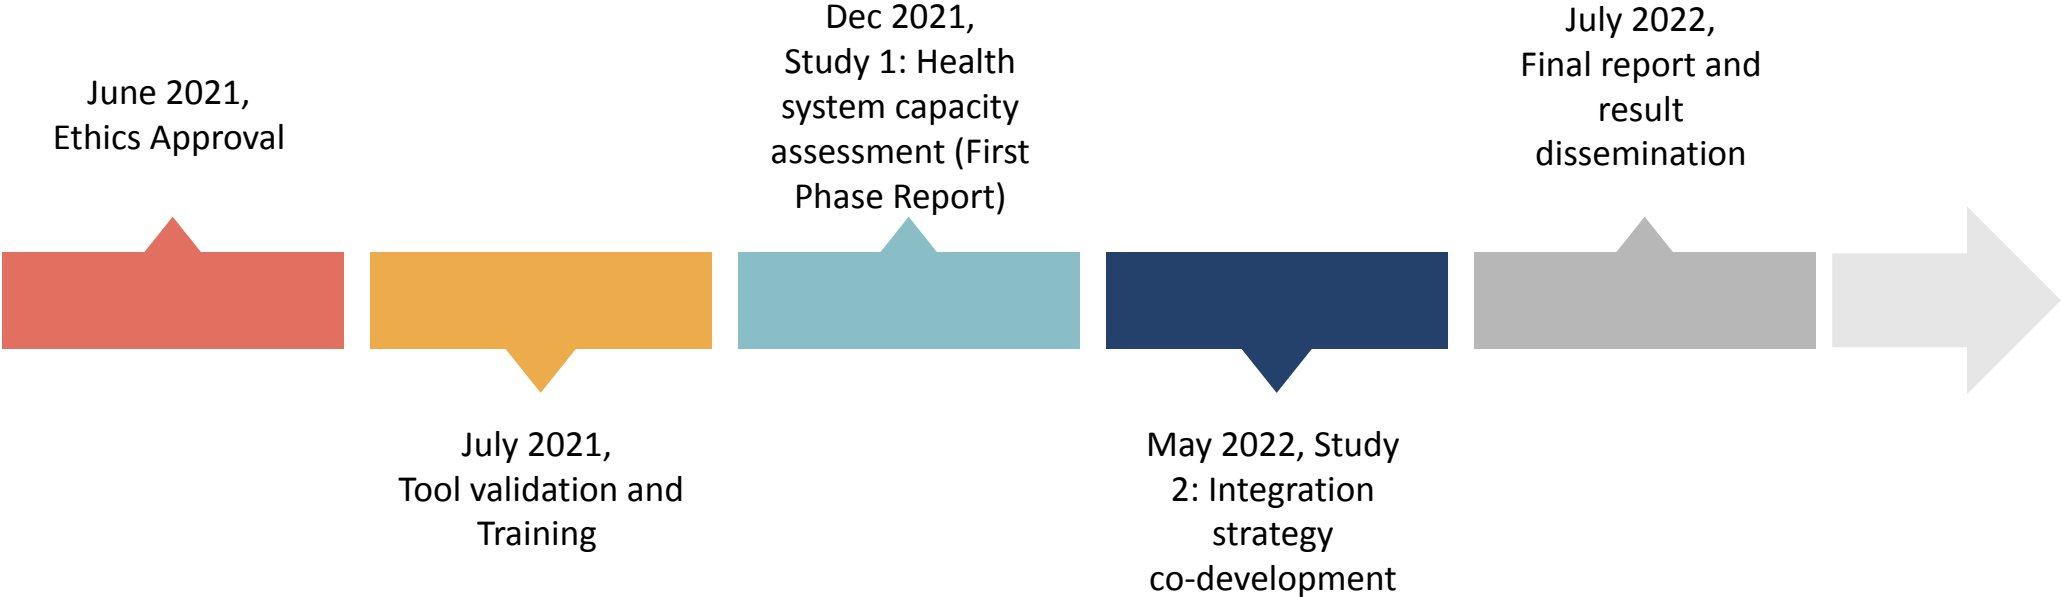 June 2021,
Ethics Approval
July 2021,
Tool validation and
Training
Dec 2021,
Study 1: Health
system capacity
assessment (First
Phase Report)
May 2022, Study
2: Integration
strategy
co-development
July 2022,
Final report and
result
dissemination